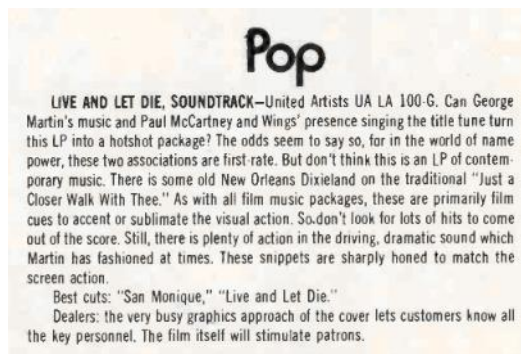 Pop
LIVE AND LET DIE, SOUNDTRACK—United Artists UA LA 100-G. Can George
Martin's music and Paul McCartney and Wings' presence singing the title tune turn
this LP into a hotshot package? The odds seem to say so, for in the world of name
power, these two associations are first-rate. But don't think this is an LP of contem-
porary music. There is some old New Orleans Dixieland on the traditional "Just a
Closer Walk With Thee." As with all film music packages, these are primarily film
cues to accent or sublimate the visual action. So.don't look for lots of hits to come
out of the score. Still, there is plenty of action in the driving, dramatic sound which
Martin has fashioned at times. These snippets are sharply honed to match the
screen action.
Best cuts: "San Monique," "Live and Let Die."
Dealers: the very busy graphics approach of the cover lets customers know all
the key personnel. The film itself will stimulate patrons.